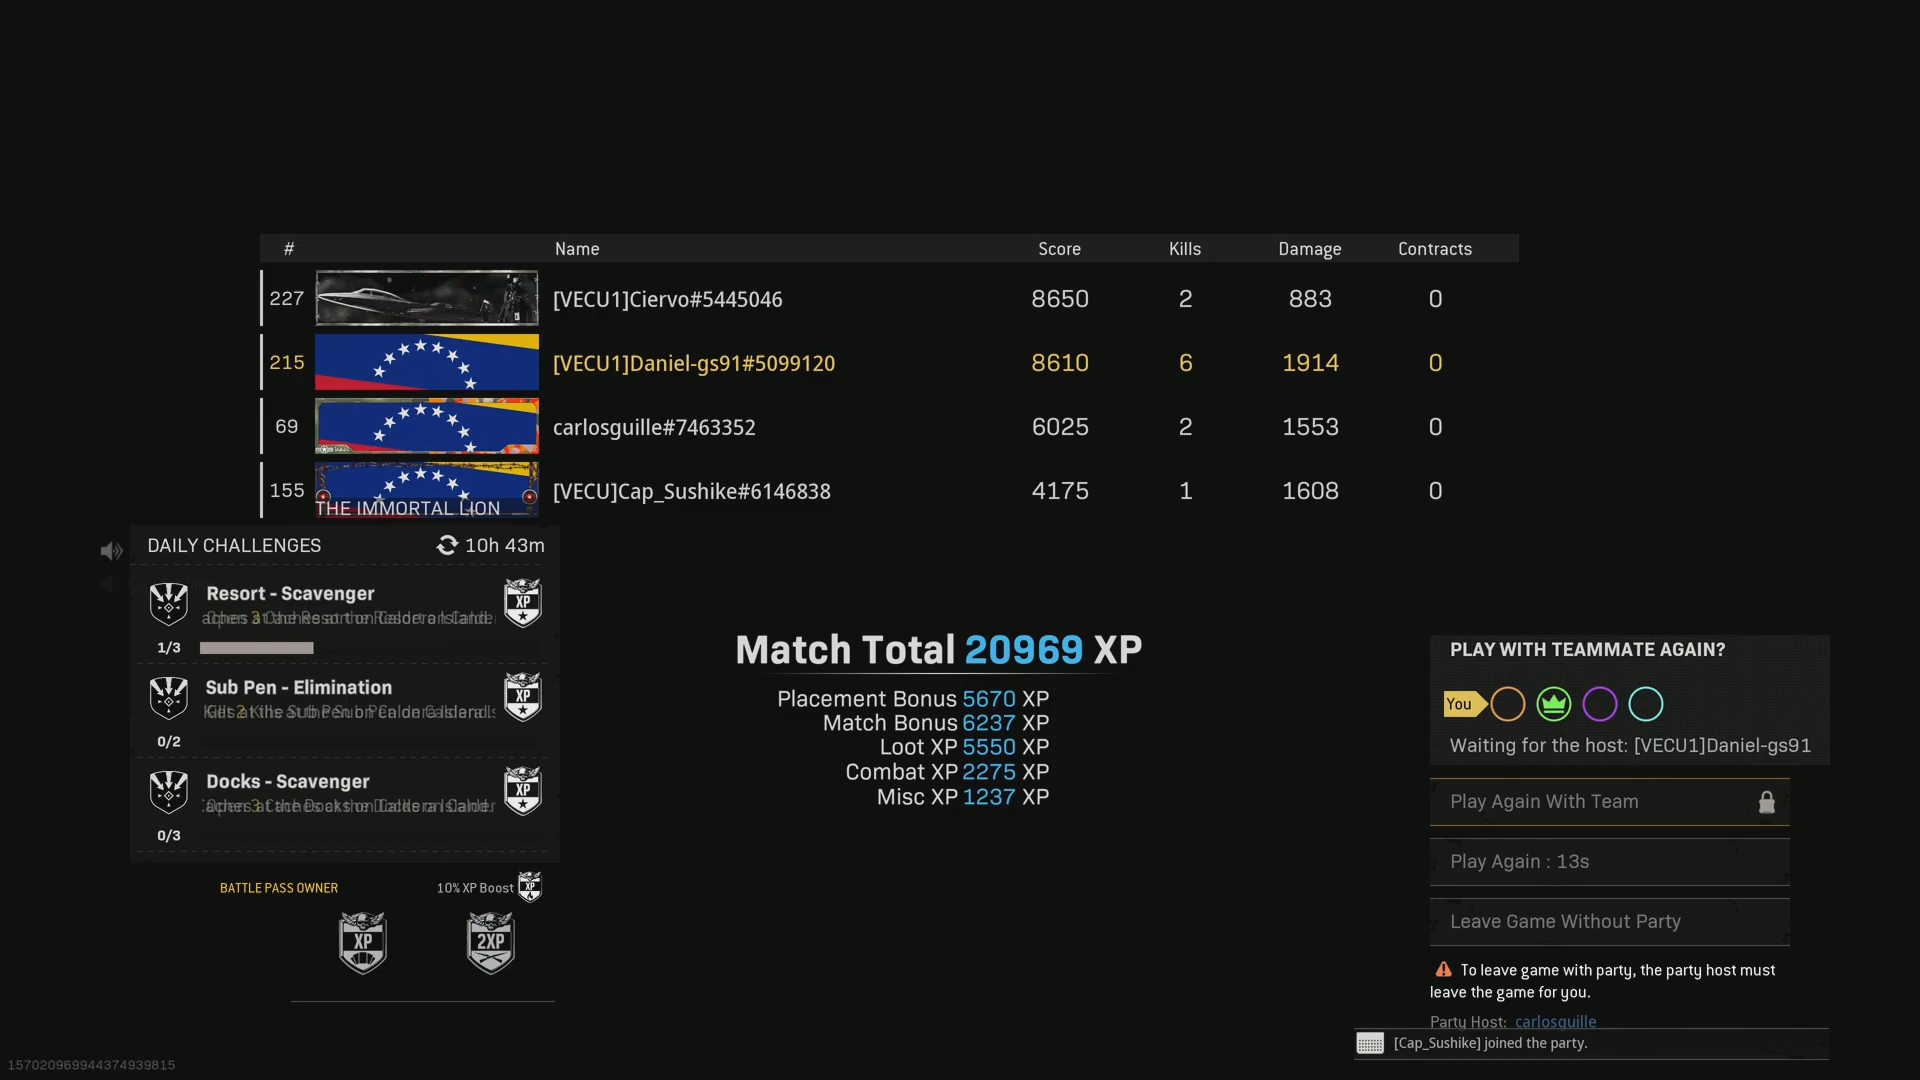 # Name Score Kills Damage Contracts
227 [VECU1]Ciervo#5445046 8650 2 883 0
215 [VECU1]Daniel-gs91#5099120 8610 6 1914 0
69 carlosguille#7463352 6025 2 1553 0
155 [VECU]Cap_Sushike#6146838 4175 1 1608 0
THE IMMORTAL LION
DAILY CHALLENGES 10h 43m
Resort - Scavenger
XP
1/3
Sub Pen - Elimination
XP
0/2
Docks - Scavenger
XP
0/3
BATTLE PASS OWNER 10% XP Boost XP
XP 2XP
Match Total 20969 XP
Placement Bonus 5670 XP
Match Bonus 6237 XP
Loot XP 5550 XP
Combat XP 2275 XP
Misc XP 1237 XP
PLAY WITH TEAMMATE AGAIN?
You
Waiting for the host: [VECU1]Daniel-gs91
Play Again With Team
Play Again : 13s
Leave Game Without Party
To leave game with party, the party host must
leave the game for you.
Party Host: carlosguille
[Cap_Sushike] joined the party.
157020969944374939815